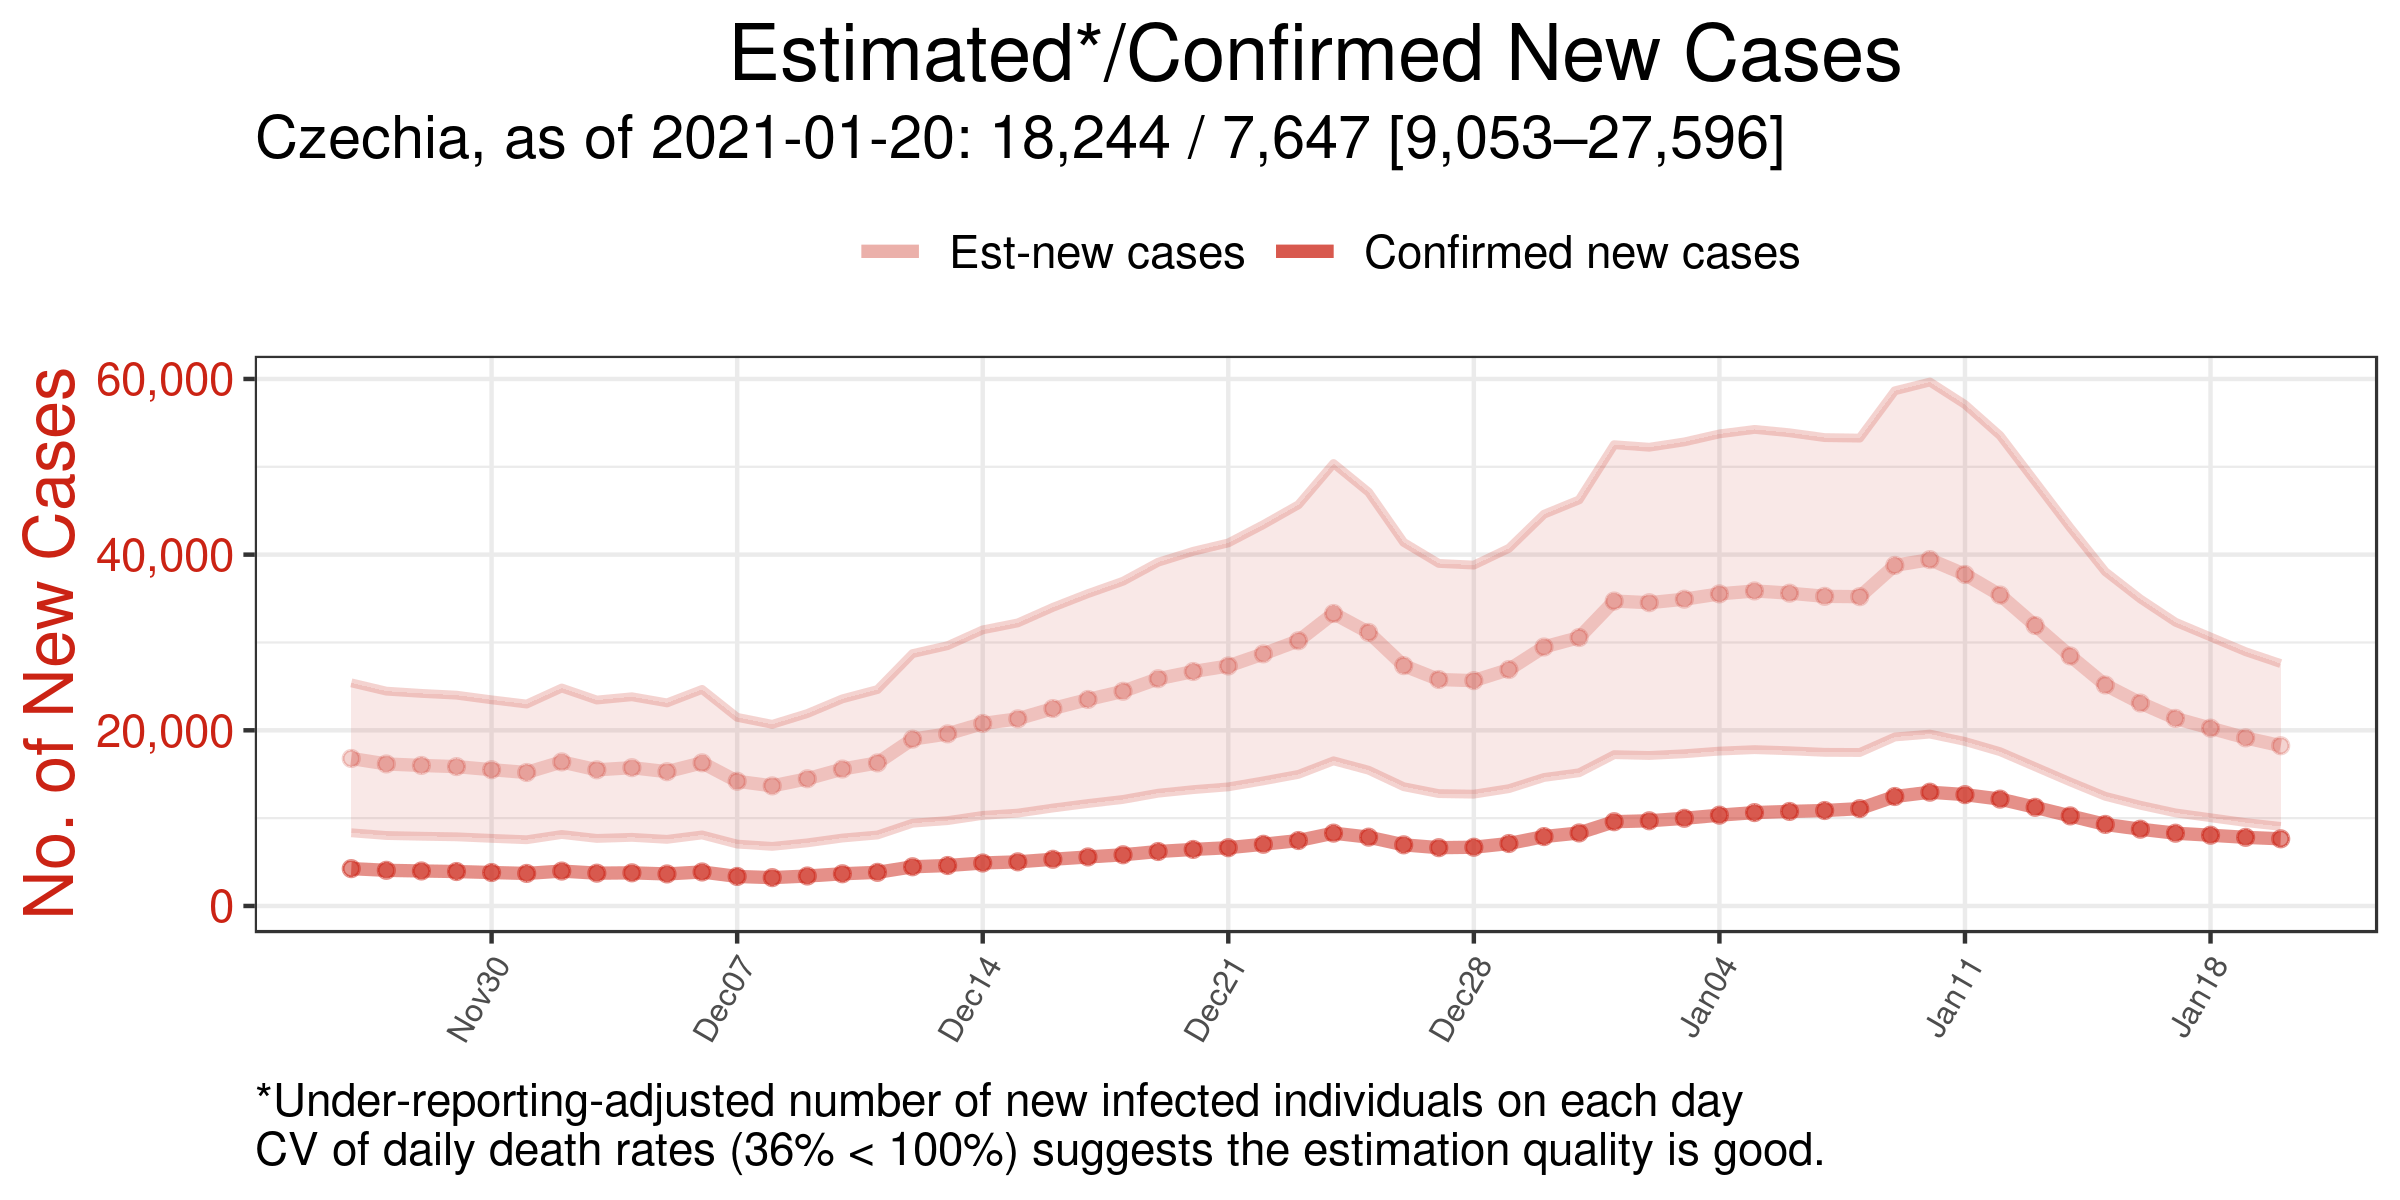 Estimated*/Confirmed New Cases
Czechia, as of 2021-01-20: 18,244 / 7,647 [9,053–27,596]
Est-new cases
Confirmed new cases
No. of New Cases
60,000
40,000
20,000
0
Nov30
Dec07
Dec14
Dec21
Dec28
Jan04
Jan11
Jan18
*Under-reporting-adjusted number of new infected individuals on each day
CV of daily death rates (36% < 100%) suggests the estimation quality is good.